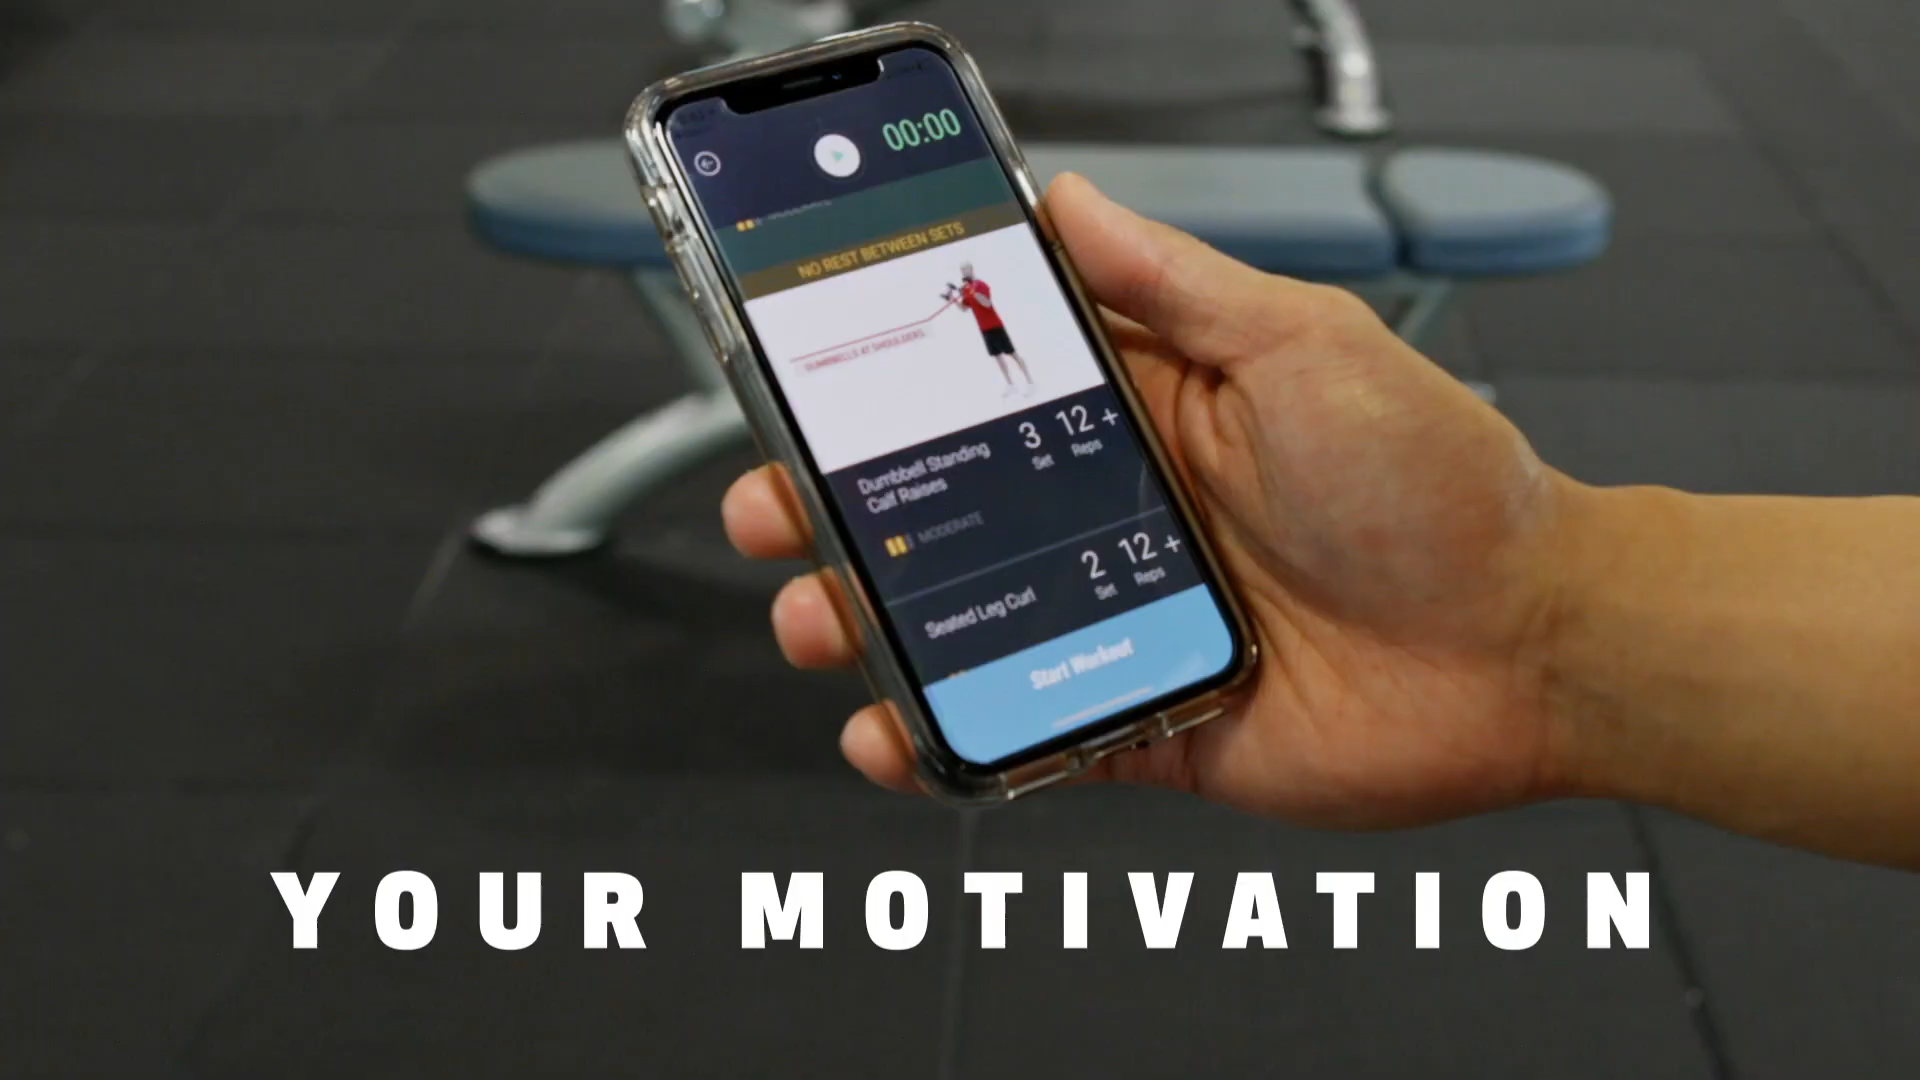 00:00
NO REST BETWEEN SETS
DUMBBELLS AT SHOULDERS
Dumbbell Standing
Calf Raises
3 12 +
Set Reps
MODERATE
Seated Leg Curl
2 12 +
Set Reps
Start Workout
YOUR MOTIVATION